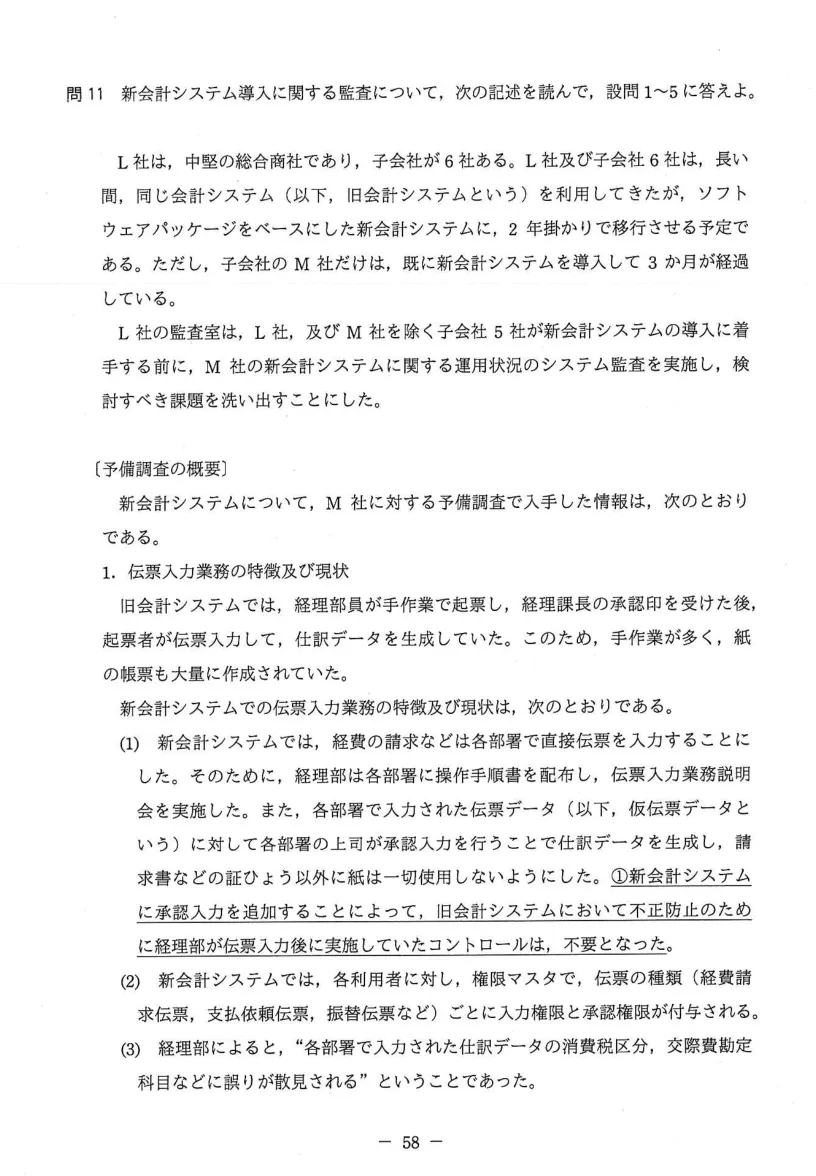 問11 新会計システム導入に関する監査について，次の記述を読んで，設問1〜5に答えよ。
L社は，中堅の総合商社であり，子会社が6社ある。L社及び子会社6社は，長い
間，同じ会計システム（以下，旧会計システムという）を利用してきたが，ソフト
ウェアパッケージをベースにした新会計システムに，2年掛かりで移行させる予定で
ある。ただし，子会社のM社だけは，既に新会計システムを導入して3か月が経過
している。
L社の監査室は，L社，及びM社を除く子会社5社が新会計システムの導入に着
手する前に，M社の新会計システムに関する運用状況のシステム監査を実施し，検
討すべき課題を洗い出すことにした。
〔予備調査の概要〕
新会計システムについて，M社に対する予備調査で入手した情報は，次のとおり
である。
1．伝票入力業務の特徴及び現状
旧会計システムでは，経理部員が手作業で起票し，経理課長の承認印を受けた後，
起票者が伝票入力して，仕訳データを生成していた。このため，手作業が多く，紙
の帳票も大量に作成されていた。
新会計システムでの伝票入力業務の特徴及び現状は，次のとおりである。
(1) 新会計システムでは，経費の請求などは各部署で直接伝票を入力することに
した。そのために，経理部は各部署に操作手順書を配布し，伝票入力業務説明
会を実施した。また，各部署で入力された伝票データ（以下，仮伝票データと
いう）に対して各部署の上司が承認入力を行うことで仕訳データを生成し，請
求書などの証ひょう以外に紙は一切使用しないようにした。①新会計システム
に承認入力を追加することによって，旧会計システムにおいて不正防止のため
に経理部が伝票入力後に実施していたコントロールは，不要となった。
(2) 新会計システムでは，各利用者に対し，権限マスタで，伝票の種類（経費請
求伝票，支払依頼伝票，振替伝票など）ごとに入力権限と承認権限が付与される。
(3) 経理部によると，“各部署で入力された仕訳データの消費税区分，交際費勘定
科目などに誤りが散見される”ということであった。
－ 58 －